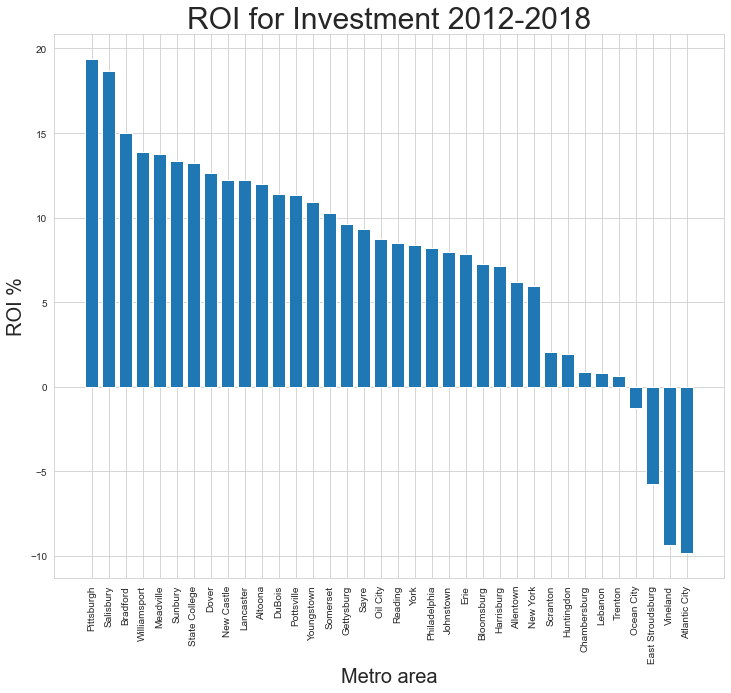 ROI for Investment 2012-2018
ROI %
20
15
10
5
0
−5
−10
Pittsburgh
Salisbury
Bradford
Williamsport
Meadville
Sunbury
State College
Dover
New Castle
Lancaster
Altoona
DuBois
Pottsville
Youngstown
Somerset
Gettysburg
Sayre
Oil City
Reading
York
Philadelphia
Johnstown
Erie
Bloomsburg
Harrisburg
Allentown
New York
Scranton
Huntingdon
Chambersburg
Lebanon
Trenton
Ocean City
East Stroudsburg
Vineland
Atlantic City
Metro area